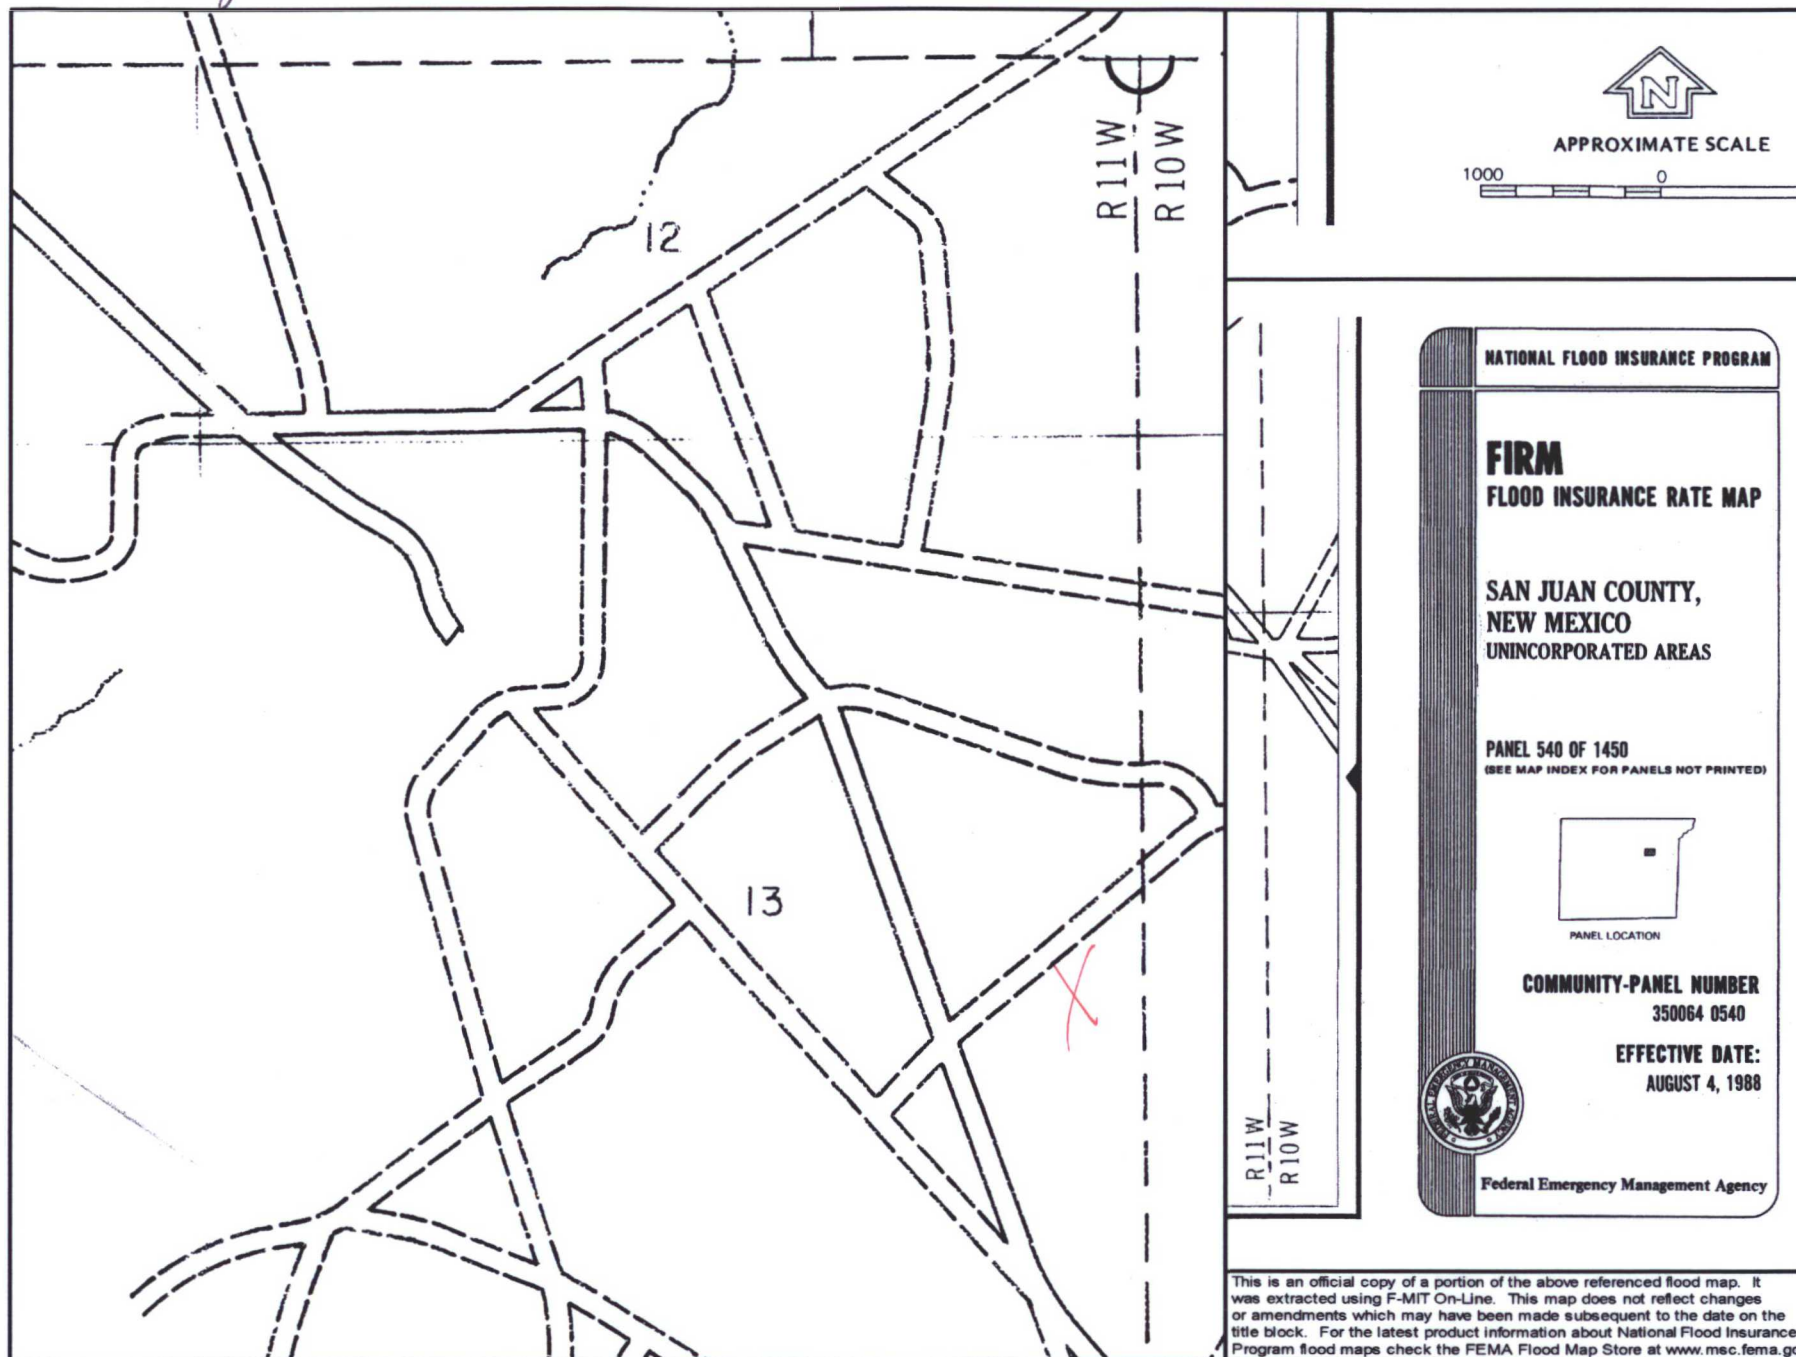 12
R11W
R10W
13
N
APPROXIMATE SCALE
1000 0
NATIONAL FLOOD INSURANCE PROGRAM
FIRM
FLOOD INSURANCE RATE MAP
SAN JUAN COUNTY,
NEW MEXICO
UNINCORPORATED AREAS
PANEL 540 OF 1450
(SEE MAP INDEX FOR PANELS NOT PRINTED)
PANEL LOCATION
COMMUNITY-PANEL NUMBER
350064 0540
EFFECTIVE DATE:
AUGUST 4, 1988
FEDERAL EMERGENCY MANAGEMENT AGENCY
Federal Emergency Management Agency
R11W
R10W
X
This is an official copy of a portion of the above referenced flood map. It
was extracted using F-MIT On-Line. This map does not reflect changes
or amendments which may have been made subsequent to the date on the
title block. For the latest product information about National Flood Insurance
Program flood maps check the FEMA Flood Map Store at www.msc.fema.go